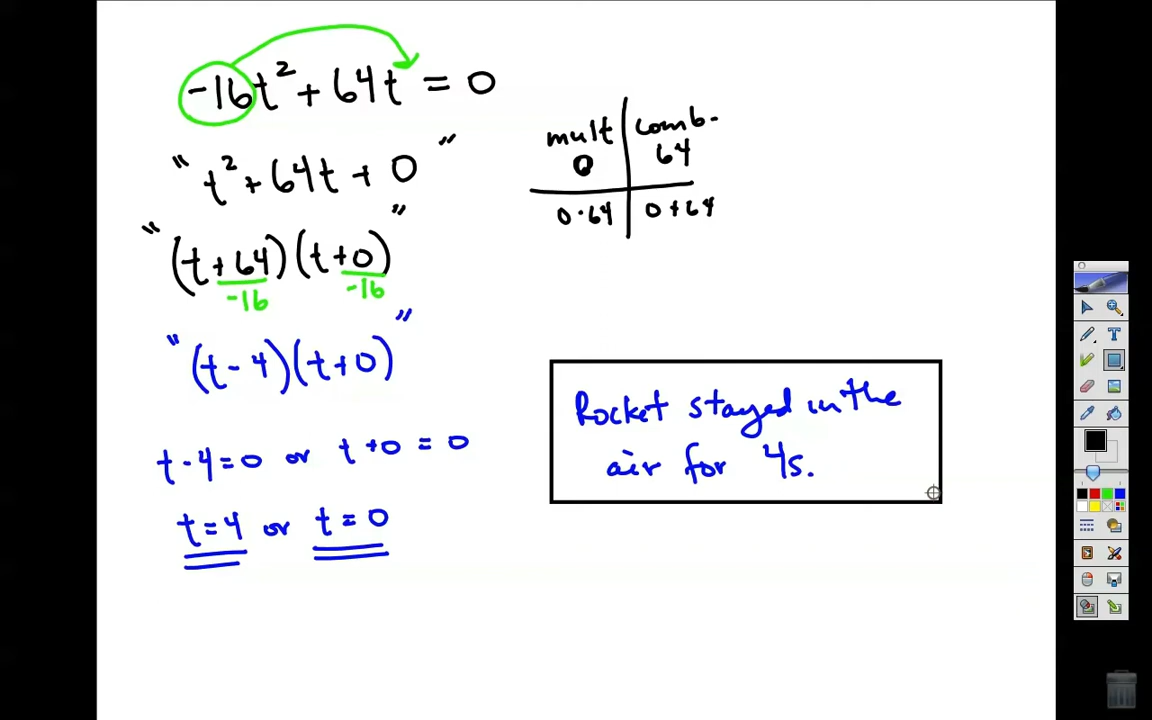 -16t² + 64t = 0
mult | comb.
0 | 64
0·64 | 0+64
"t² + 64t + 0"
"(t + 64)(t + 0)"
-16 -16
"(t - 4)(t + 0)"
t - 4 = 0 or t + 0 = 0
t = 4 or t = 0
Rocket stayed in the
air for 4s.
T